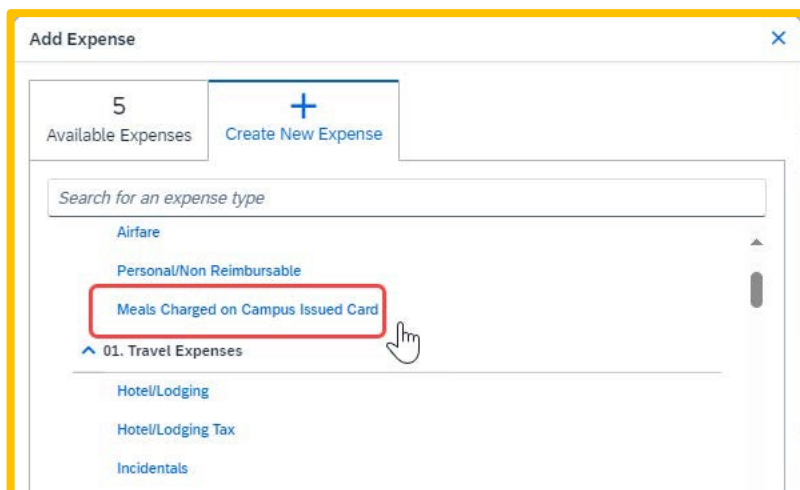 Add Expense
5
Available Expenses
Create New Expense
Search for an expense type
Airfare
Personal/Non Reimbursable
Meals Charged on Campus Issued Card
01. Travel Expenses
Hotel/Lodging
Hotel/Lodging Tax
Incidentals